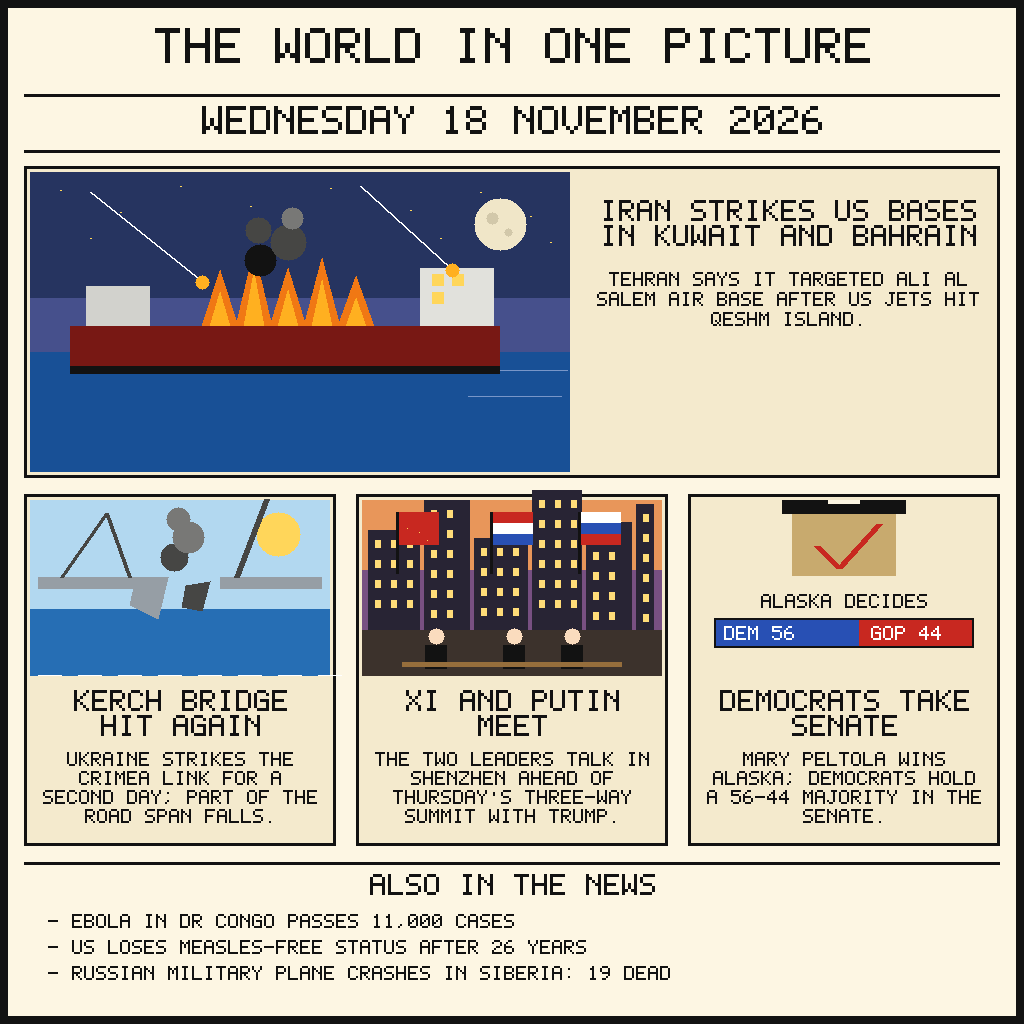 THE WORLD IN ONE PICTURE
WEDNESDAY 18 NOVEMBER 2026
IRAN STRIKES US BASES
IN KUWAIT AND BAHRAIN
TEHRAN SAYS IT TARGETED ALI AL
SALEM AIR BASE AFTER US JETS HIT
QESHM ISLAND.
KERCH BRIDGE
HIT AGAIN
UKRAINE STRIKES THE
CRIMEA LINK FOR A
SECOND DAY; PART OF THE
ROAD SPAN FALLS.
XI AND PUTIN
MEET
THE TWO LEADERS TALK IN
SHENZHEN AHEAD OF
THURSDAY'S THREE-WAY
SUMMIT WITH TRUMP.
ALASKA DECIDES
DEM 56 GOP 44
DEMOCRATS TAKE
SENATE
MARY PELTOLA WINS
ALASKA; DEMOCRATS HOLD
A 56-44 MAJORITY IN THE
SENATE.
ALSO IN THE NEWS
- EBOLA IN DR CONGO PASSES 11,000 CASES
- US LOSES MEASLES-FREE STATUS AFTER 26 YEARS
- RUSSIAN MILITARY PLANE CRASHES IN SIBERIA: 19 DEAD